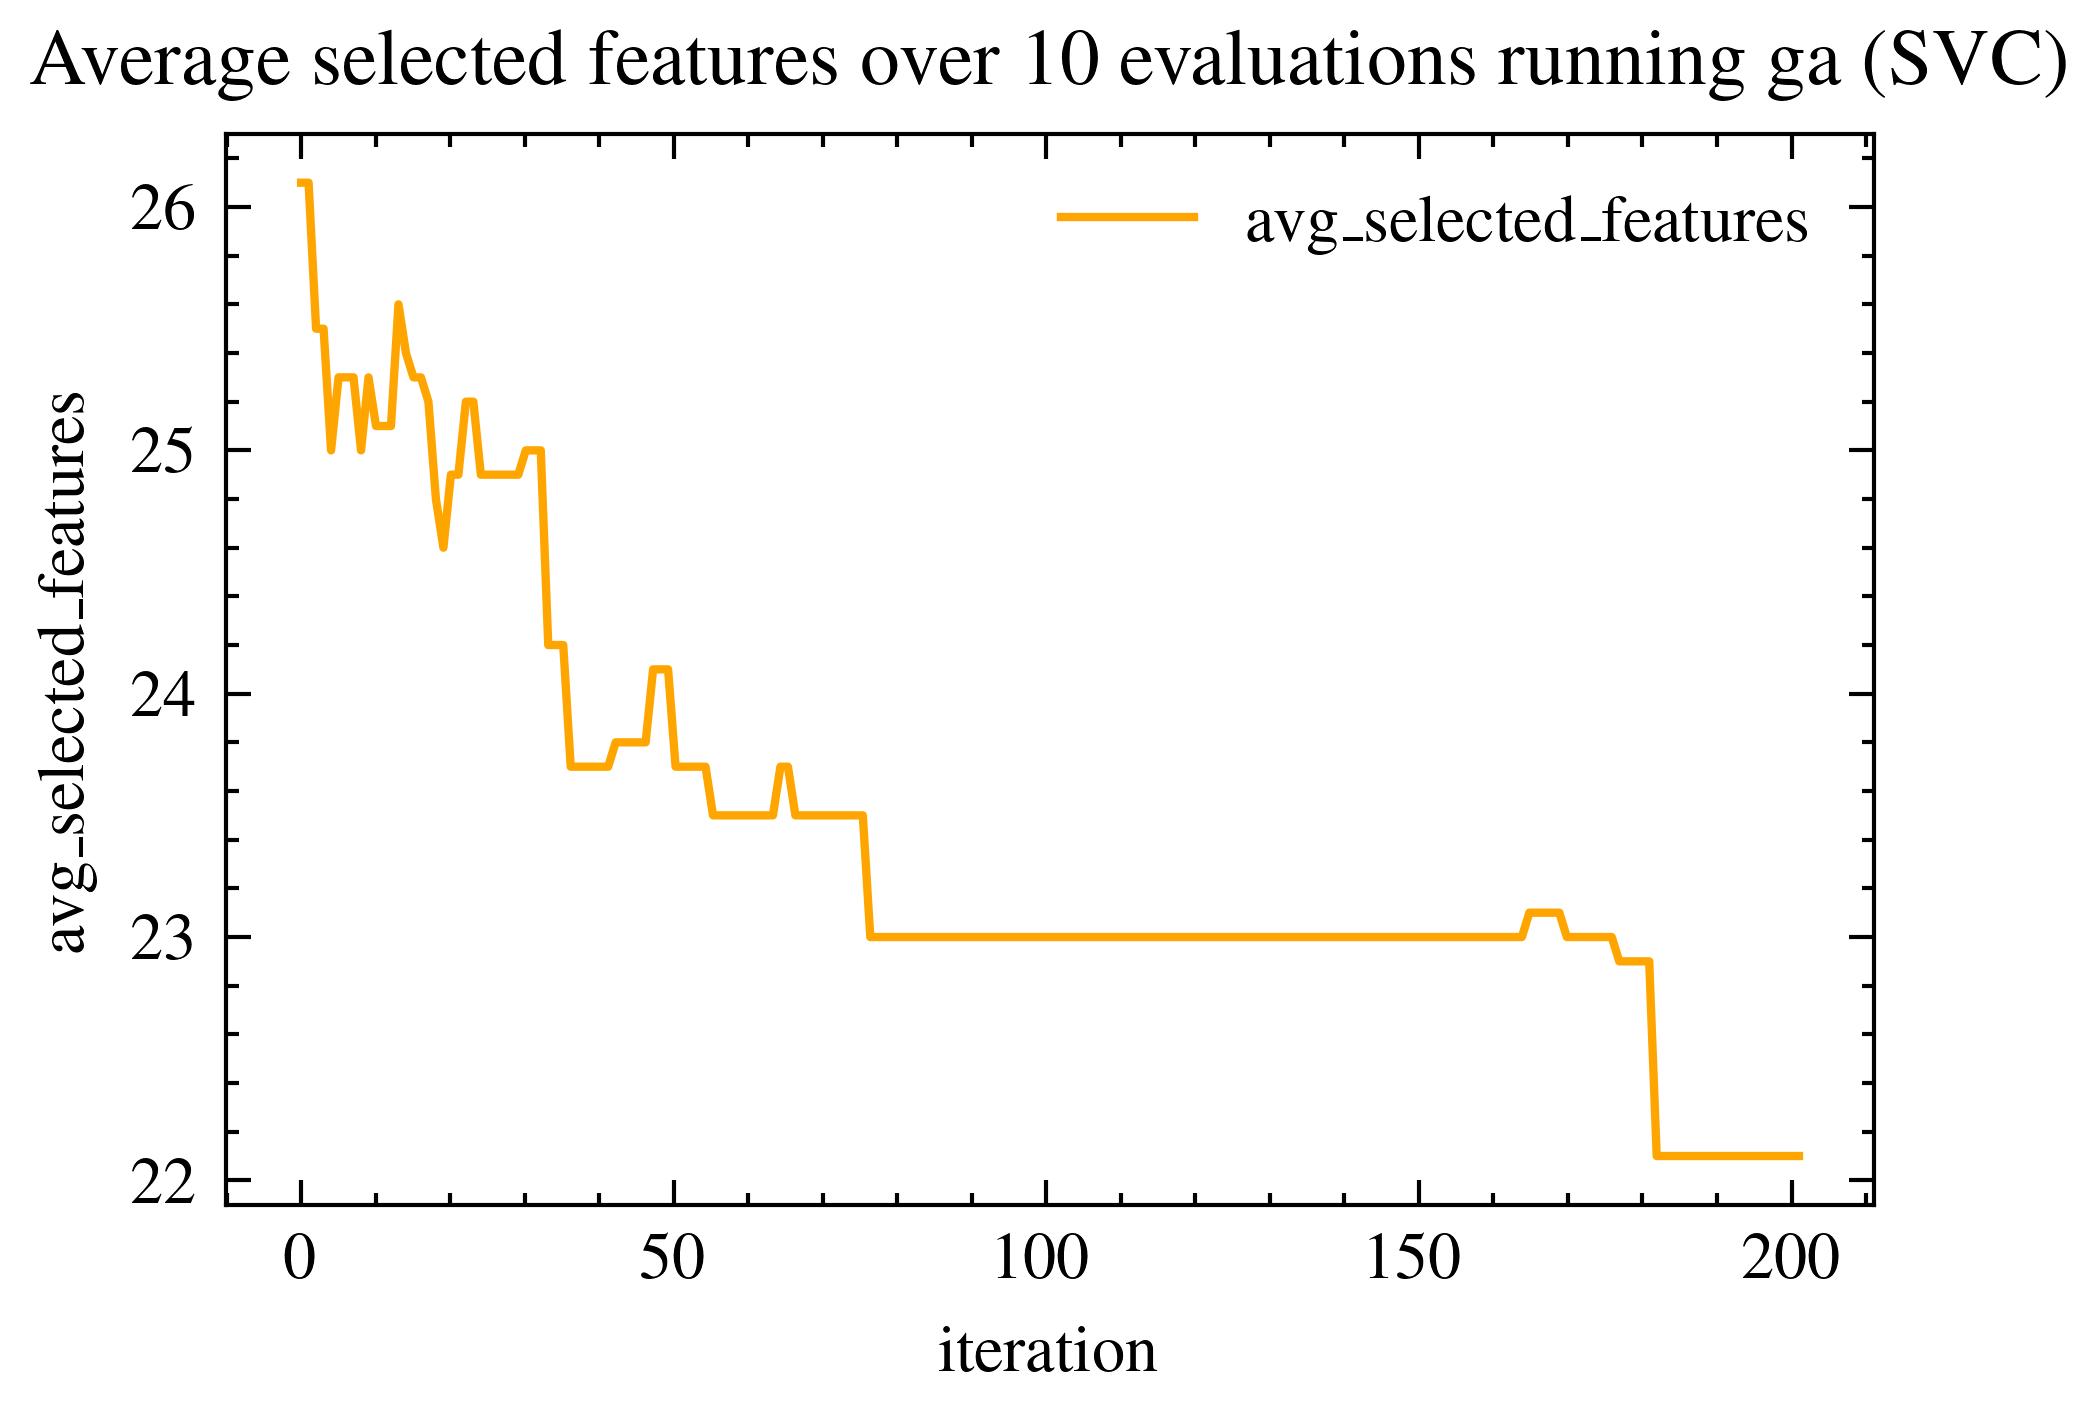 Average selected features over 10 evaluations running ga (SVC)
avg_selected_features
26
25
24
23
22
avg_selected_features
0 50 100 150 200
iteration